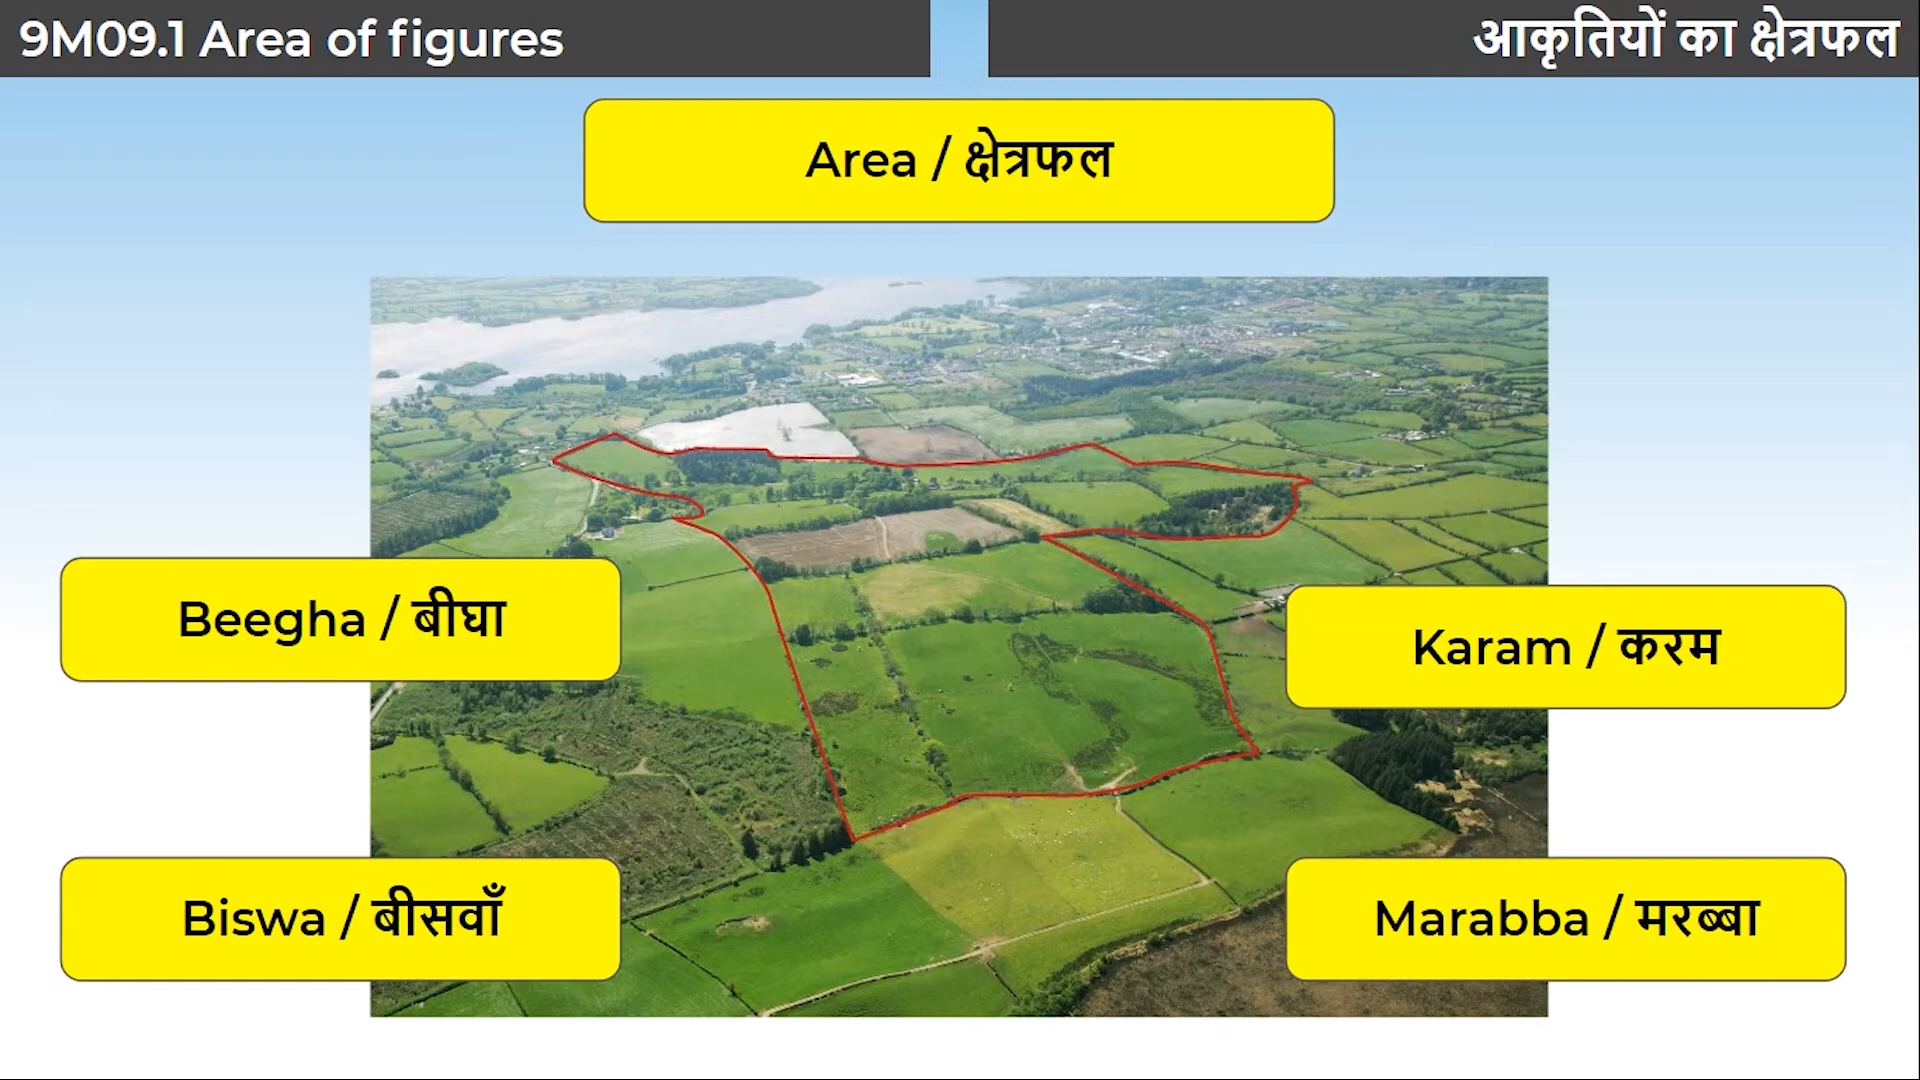 9M09.1 Area of figures
आकृतियों का क्षेत्रफल
Area / क्षेत्रफल
Beegha / बीघा
Karam / करम
Biswa / बीसवाँ
Marabba / मरब्बा